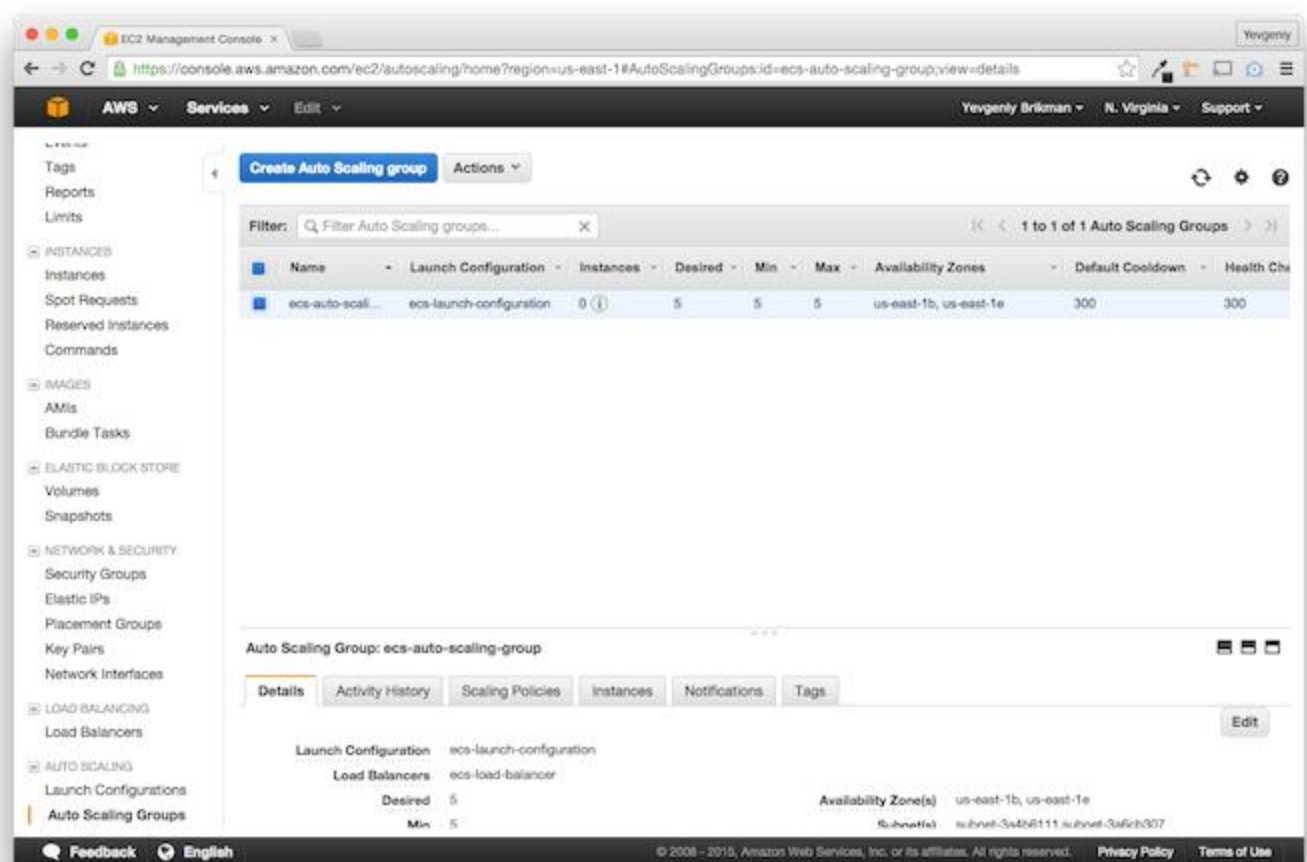 EC2 Management Console
Yevgeniy
https://console.aws.amazon.com/ec2/autoscaling/home?region=us-east-1#AutoScalingGroups:id=ecs-auto-scaling-group;view=details
AWS Services Edit Yevgeniy Brikman N. Virginia Support
Tags
Reports
Limits
INSTANCES
Instances
Spot Requests
Reserved Instances
Commands
IMAGES
AMIs
Bundle Tasks
ELASTIC BLOCK STORE
Volumes
Snapshots
NETWORK & SECURITY
Security Groups
Elastic IPs
Placement Groups
Key Pairs
Network Interfaces
LOAD BALANCING
Load Balancers
AUTO SCALING
Launch Configurations
Auto Scaling Groups
Create Auto Scaling group Actions
Filter: Filter Auto Scaling groups... 1 to 1 of 1 Auto Scaling Groups
Name Launch Configuration Instances Desired Min Max Availability Zones Default Cooldown Health Che
ecs-auto-scali... ecs-launch-configuration 0 5 5 5 us-east-1b, us-east-1e 300 300
Auto Scaling Group: ecs-auto-scaling-group
Details Activity History Scaling Policies Instances Notifications Tags
Edit
Launch Configuration ecs-launch-configuration
Load Balancers ecs-load-balancer
Desired 5 Availability Zone(s) us-east-1b, us-east-1e
Min 5 Subnet(s) subnet-3a4b6111,subnet-3a6cb307
Feedback English © 2008 - 2015, Amazon Web Services, Inc. or its affiliates. All rights reserved. Privacy Policy Terms of Use